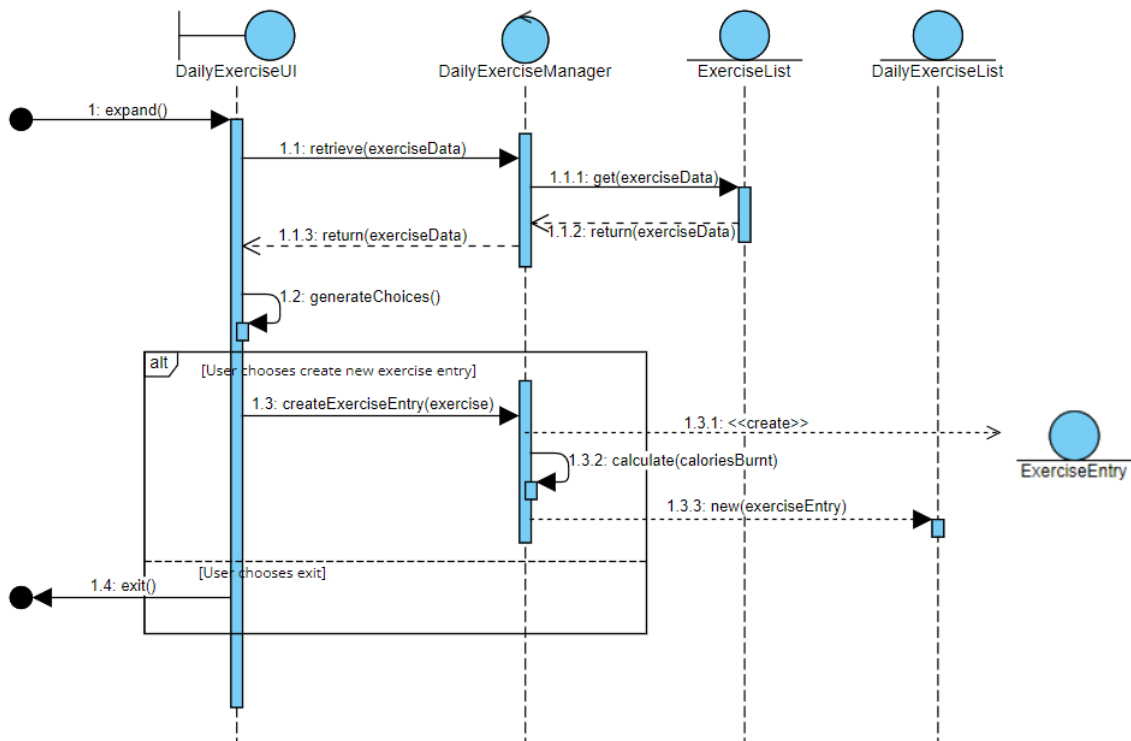 DailyExerciseUI
DailyExerciseManager
ExerciseList
DailyExerciseList
1: expand()
1.1: retrieve(exerciseData)
1.1.1: get(exerciseData)
1.1.2: return(exerciseData)
1.1.3: return(exerciseData)
1.2: generateChoices()
alt
[User chooses create new exercise entry]
1.3: createExerciseEntry(exercise)
1.3.1: <<create>>
ExerciseEntry
1.3.2: calculate(caloriesBurnt)
1.3.3: new(exerciseEntry)
[User chooses exit]
1.4: exit()